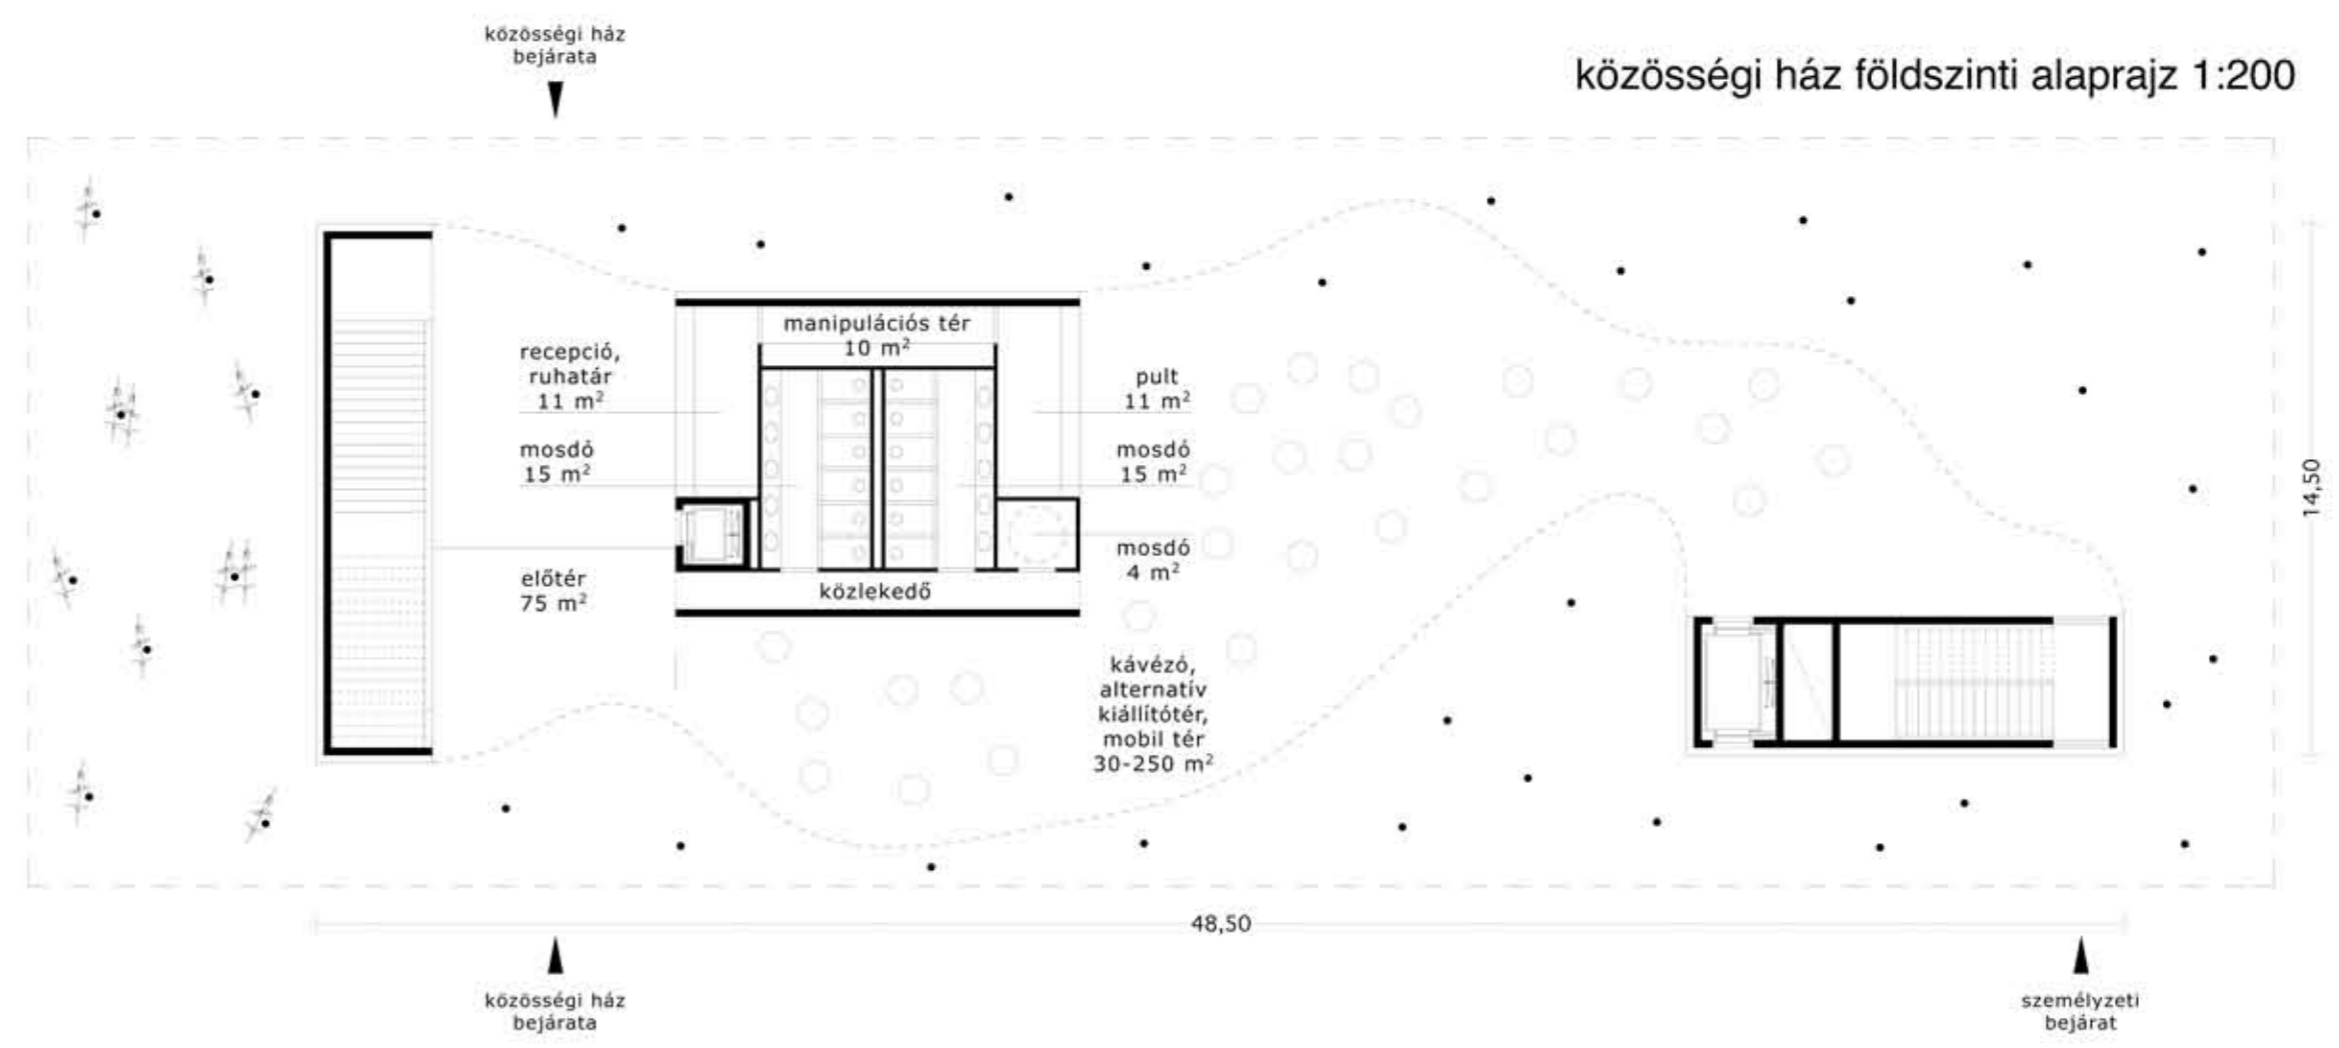 közösségi ház
bejárata
közösségi ház földszinti alaprajz 1:200
manipulációs tér
10 m²
recepció,
ruhatár
11 m²
pult
11 m²
mosdó
15 m²
mosdó
15 m²
14,50
mosdó
4 m²
előtér
75 m²
közlekedő
kávézó,
alternatív
kiállítótér,
mobil tér
30-250 m²
48,50
közösségi ház
bejárata
személyzeti
bejárat